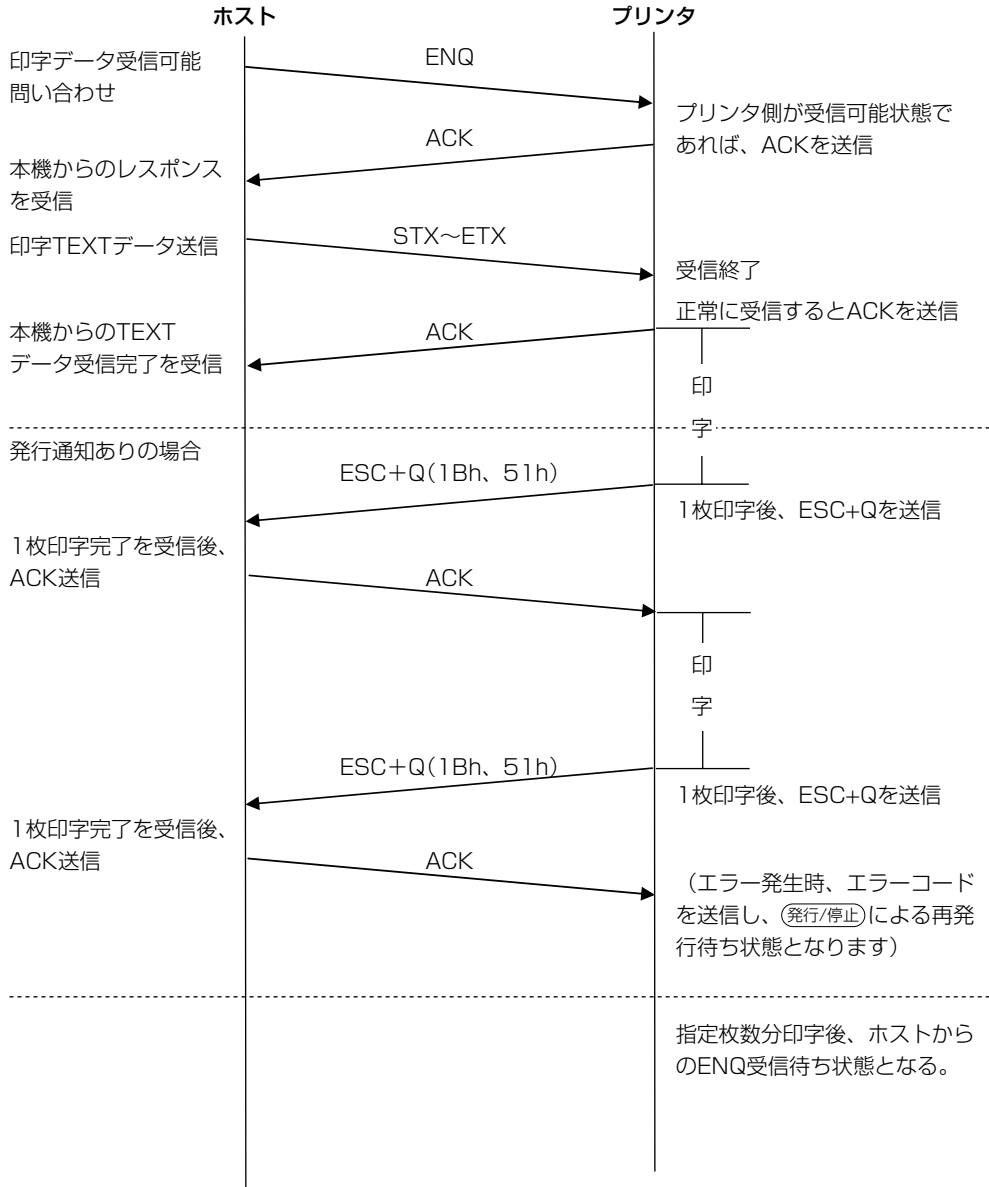 ホスト
プリンタ
印字データ受信可能
問い合わせ
ENQ
プリンタ側が受信可能状態で
あれば、ACKを送信
ACK
本機からのレスポンス
を受信
印字TEXTデータ送信
STX～ETX
受信終了
正常に受信するとACKを送信
本機からのTEXT
データ受信完了を受信
ACK
印
字
発行通知ありの場合
ESC+Q(1Bh、51h)
1枚印字後、ESC+Qを送信
1枚印字完了を受信後、
ACK送信
ACK
印
字
ESC+Q(1Bh、51h)
1枚印字後、ESC+Qを送信
1枚印字完了を受信後、
ACK送信
ACK
（エラー発生時、エラーコード
を送信し、発行/停止による再発
行待ち状態となります）
指定枚数分印字後、ホストから
のENQ受信待ち状態となる。